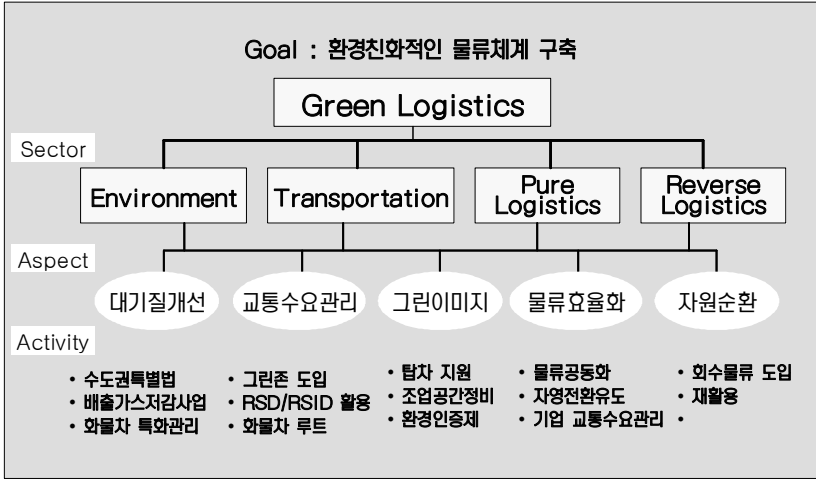 Goal : 환경친화적인 물류체계 구축
Green Logistics
Sector
Environment
Transportation
Pure
Logistics
Reverse
Logistics
Aspect
대기질개선
교통수요관리
그린이미지
물류효율화
자원순환
Activity
• 수도권특별법
• 배출가스저감사업
• 화물차 특화관리
• 그린존 도입
• RSD/RSID 활용
• 화물차 루트
• 탑차 지원
• 조업공간정비
• 환경인증제
• 물류공동화
• 자영전환유도
• 기업 교통수요관리
• 회수물류 도입
• 재활용
•